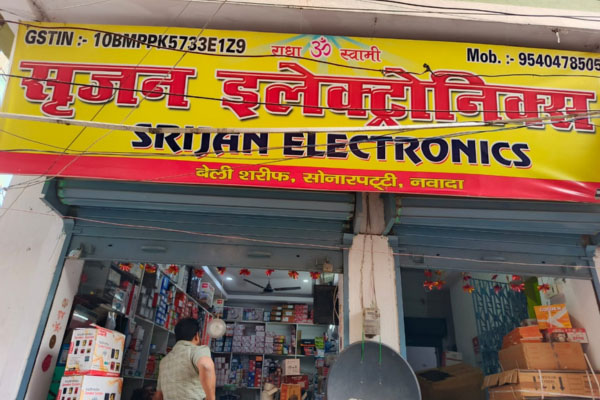 GSTIN :- 10BMPPK5733E1Z9
राधा ॐ स्वामी
Mob. :- 9540478505
सृजन इलेक्ट्रोनिक्स
SRIJAN ELECTRONICS
बेली शरीफ, सोनारपट्टी, नवादा